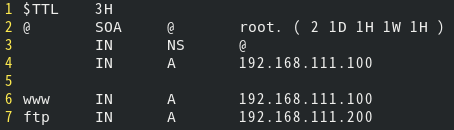 1 $TTL    3H
2 @       SOA     @       root. ( 2 1D 1H 1W 1H )
3         IN      NS      @
4         IN      A       192.168.111.100
5
6 www     IN      A       192.168.111.100
7 ftp     IN      A       192.168.111.200